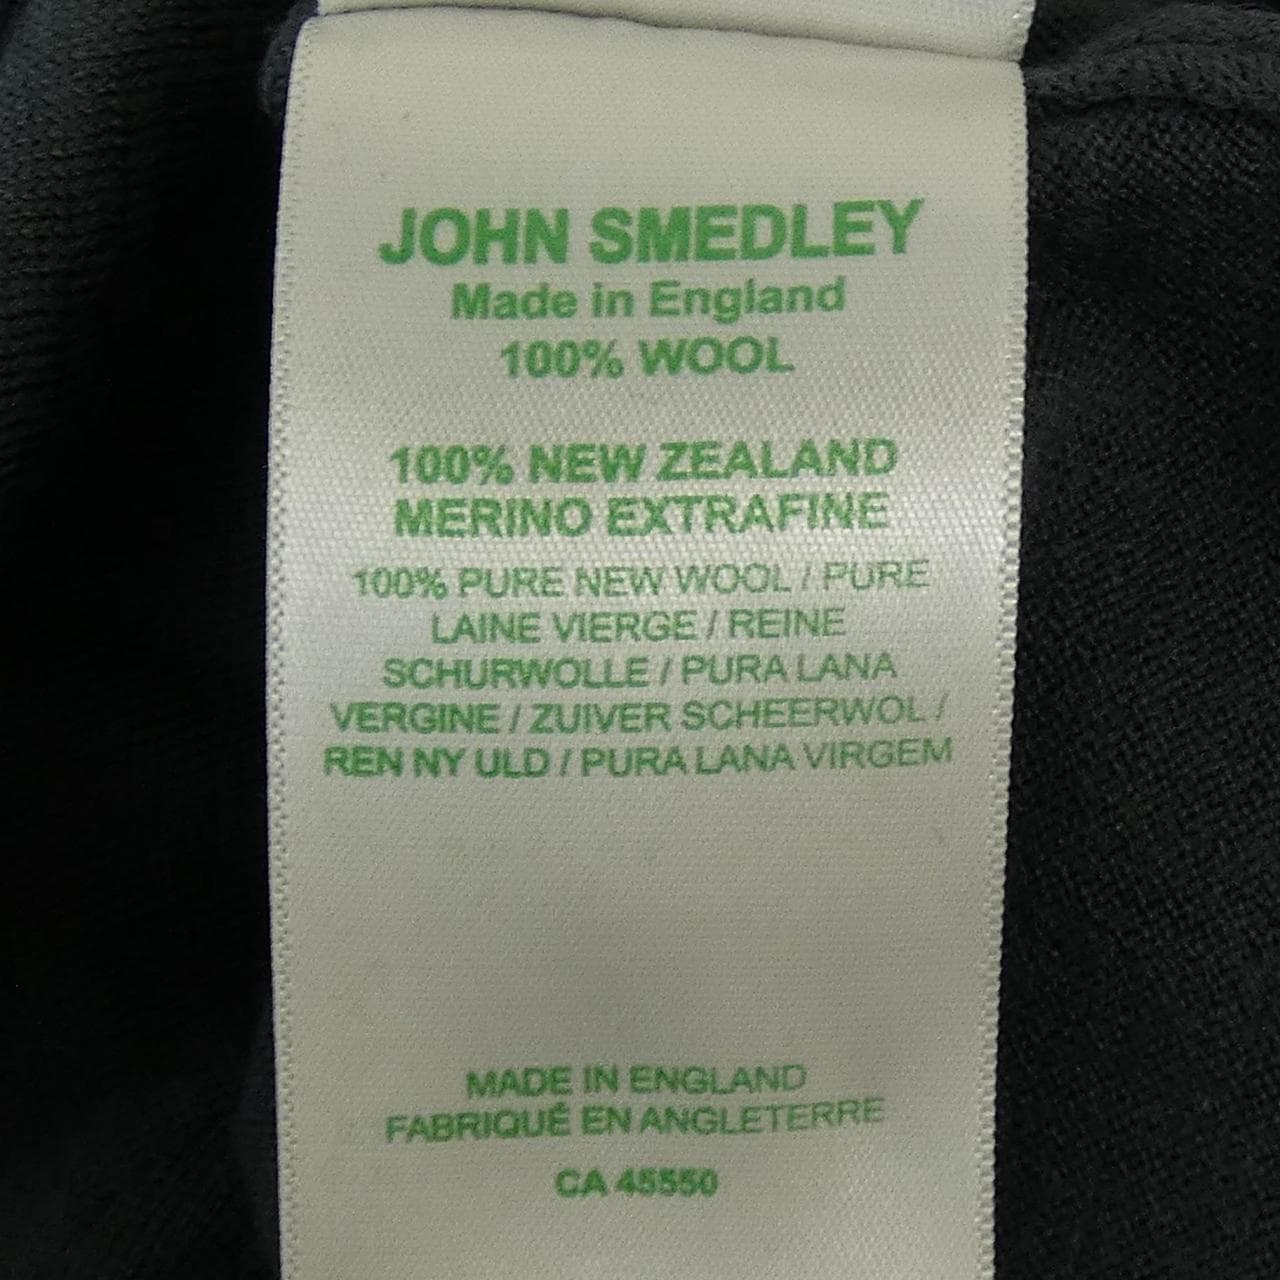 JOHN SMEDLEY
Made in England
100% WOOL
100% NEW ZEALAND
MERINO EXTRAFINE
100% PURE NEW WOOL / PURE
LAINE VIERGE / REINE
SCHURWOLLE / PURA LANA
VERGINE / ZUIVER SCHEERWOL /
REN NY ULD / PURA LANA VIRGEM
MADE IN ENGLAND
FABRIQUÉ EN ANGLETERRE
CA 45550